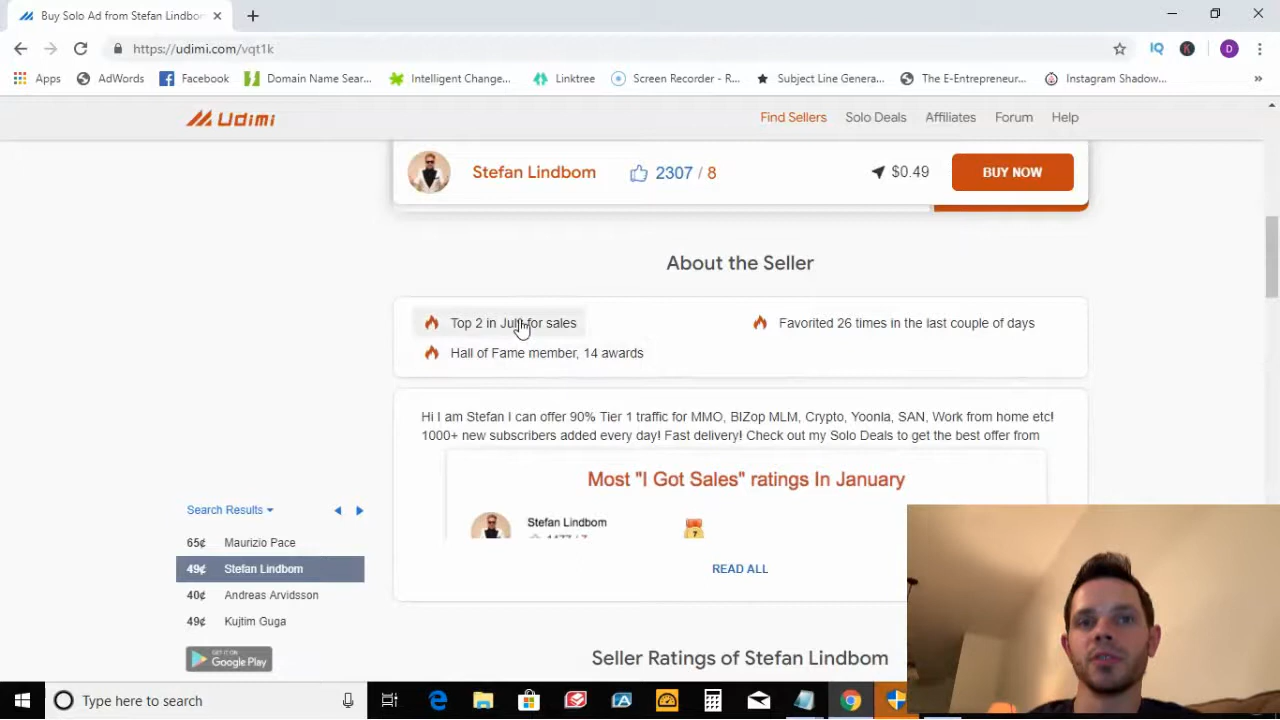 Buy Solo Ad from Stefan Lindbom
https://udimi.com/vqt1k
Apps
AdWords
Facebook
Domain Name Sear...
Intelligent Change...
Linktree
Screen Recorder - R...
Subject Line Genera...
The E-Entrepreneur...
Instagram Shadow...
Udimi
Find Sellers
Solo Deals
Affiliates
Forum
Help
Stefan Lindbom
2307 / 8
$0.49
BUY NOW
About the Seller
Top 2 in July for sales
Favorited 26 times in the last couple of days
Hall of Fame member, 14 awards
Hi I am Stefan I can offer 90% Tier 1 traffic for MMO, BIZop MLM, Crypto, Yoonla, SAN, Work from home etc!
1000+ new subscribers added every day! Fast delivery! Check out my Solo Deals to get the best offer from
Most "I Got Sales" ratings In January
Stefan Lindbom
READ ALL
Search Results
65¢ Maurizio Pace
49¢ Stefan Lindbom
40¢ Andreas Arvidsson
49¢ Kujtim Guga
GET IT ON
Google Play
Seller Ratings of Stefan Lindbom
Type here to search